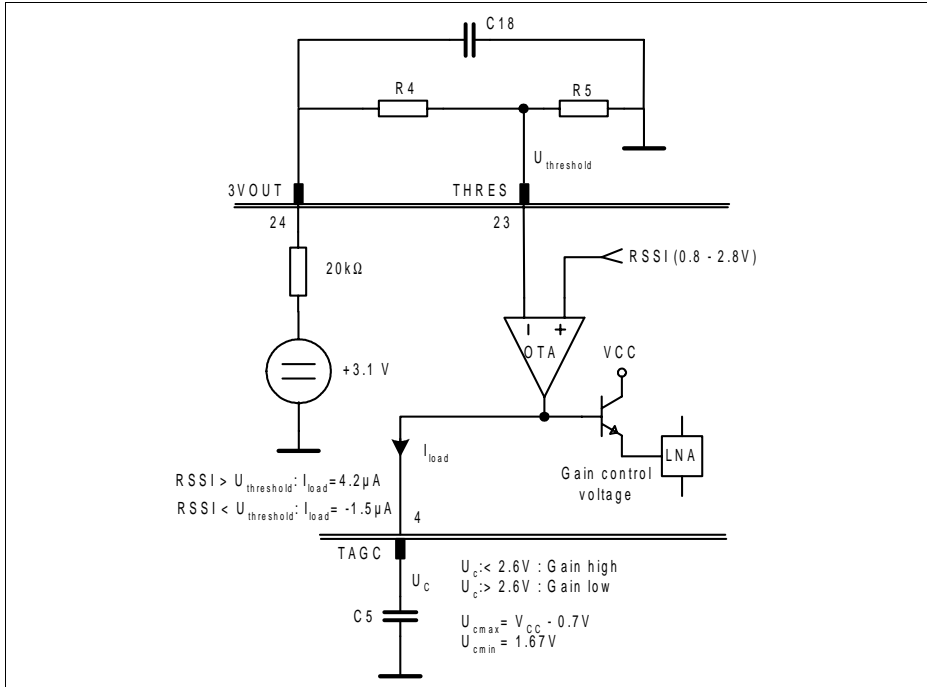 C18
R4
R5
U threshold
3VOUT
THRES
24
23
20kΩ
RSSI (0.8 - 2.8V)
OTA
VCC
+3.1 V
I load
LNA
Gain control
voltage
RSSI > U threshold: I load=4.2µA
RSSI < U threshold: I load= -1.5µA
4
TAGC
U C
U c:< 2.6V : Gain high
U c:> 2.6V : Gain low
C5
U cmax= V CC - 0.7V
U cmin= 1.67V